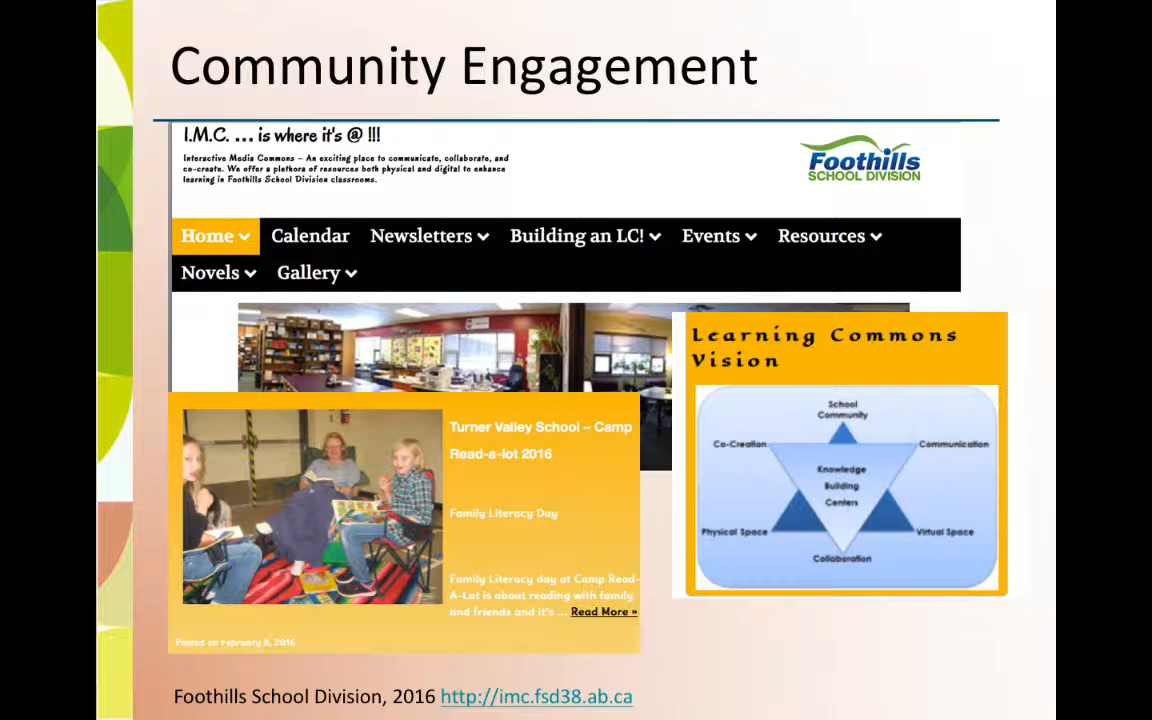 Community Engagement
I.M.C. ... is where it's @ !!!
Interactive Media Commons – An exciting place to communicate, collaborate, and
co-create. We offer a plethora of resources both physical and digital to enhance
learning in Foothills School Division classrooms.
Foothills
SCHOOL DIVISION
Home Calendar Newsletters Building an LC! Events Resources
Novels Gallery
Learning Commons
Vision
School
Community
Co-Creation
Communication
Knowledge
Building
Centers
Physical Space
Virtual Space
Collaboration
Turner Valley School – Camp
Read-a-lot 2016
Family Literacy Day
Family Literacy day at Camp Read-
A-Lot is about reading with family
and friends and it's ... Read More »
Posted on February 8, 2016
Foothills School Division, 2016 http://imc.fsd38.ab.ca